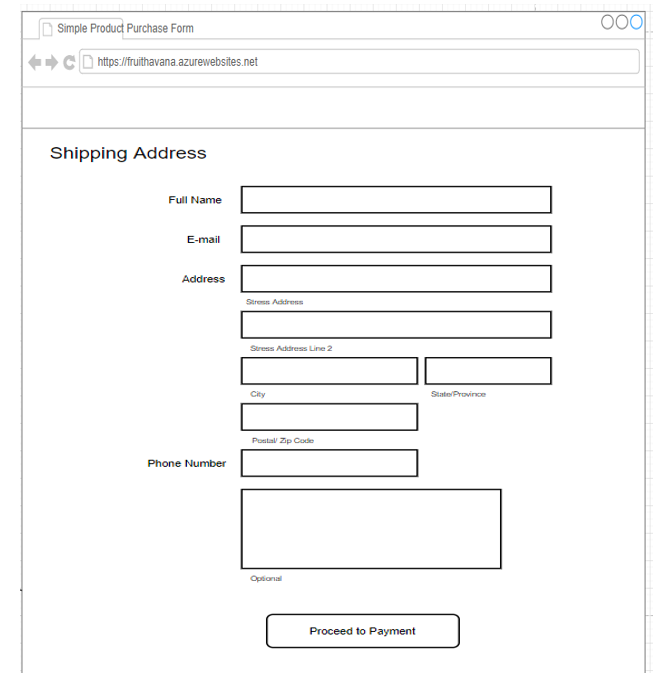 Simple Product Purchase Form
https://fruithavana.azurewebsites.net
Shipping Address
Full Name
E-mail
Address
Stress Address
Stress Address Line 2
City State/Province
Postal/ Zip Code
Phone Number
Optional
Proceed to Payment